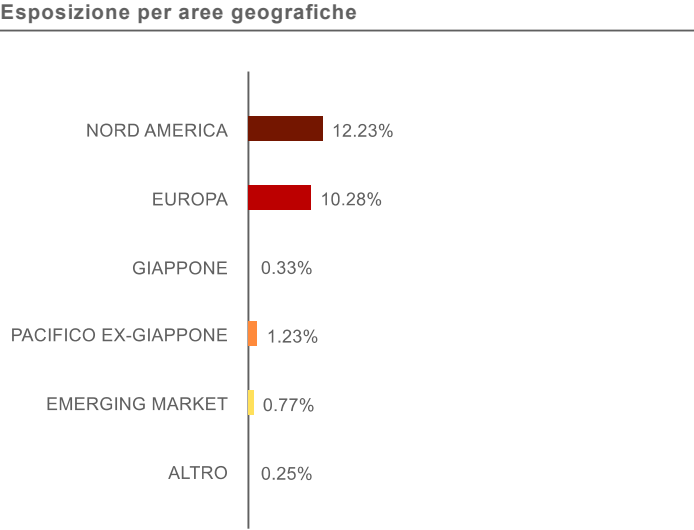 Esposizione per aree geografiche
NORD AMERICA 12.23%
EUROPA 10.28%
GIAPPONE 0.33%
PACIFICO EX-GIAPPONE 1.23%
EMERGING MARKET 0.77%
ALTRO 0.25%